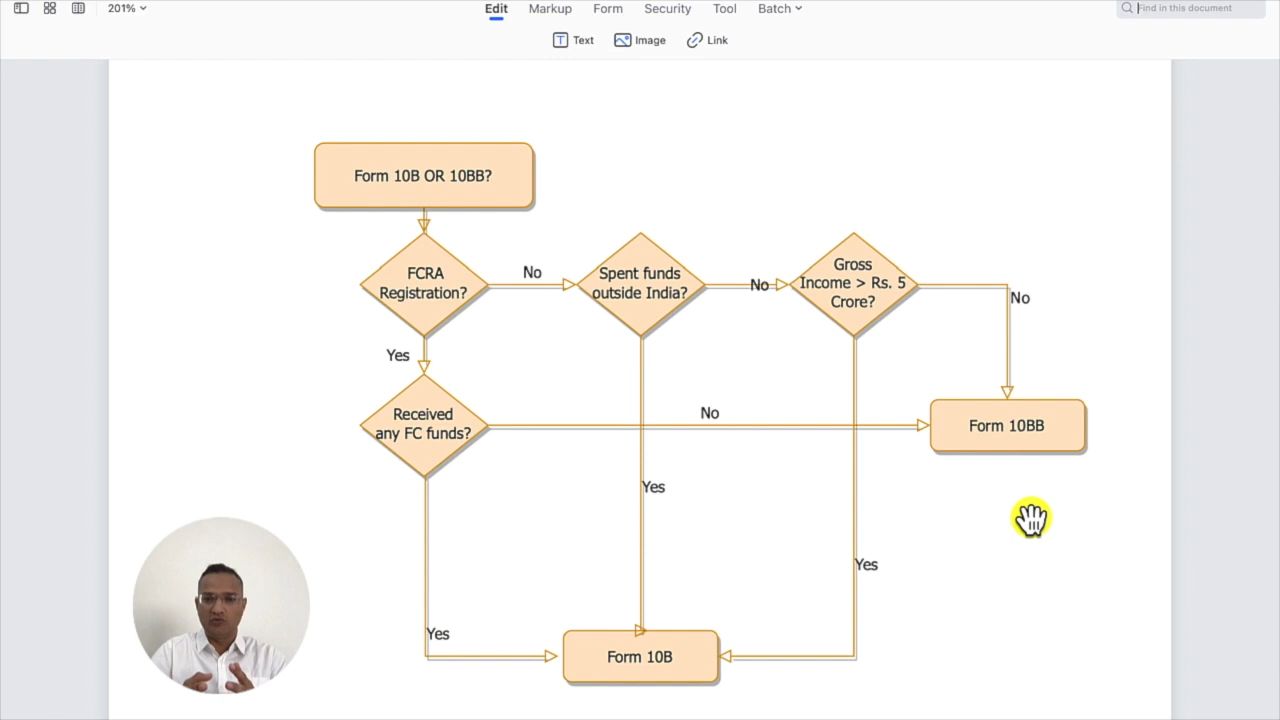 201%
Edit
Markup
Form
Security
Tool
Batch
Find in this document
Text
Image
Link
Form 10B OR 10BB?
FCRA
Registration?
No
Spent funds
outside India?
No
Gross
Income > Rs. 5
Crore?
No
Yes
Received
any FC funds?
No
Form 10BB
Yes
Yes
Yes
Form 10B